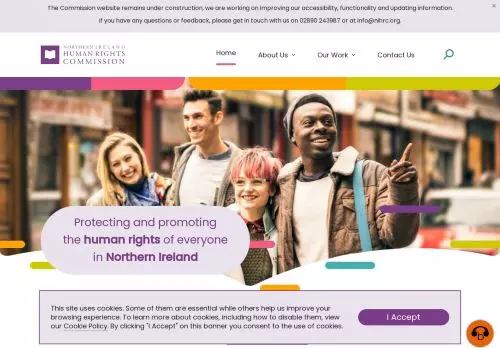 The Commission website remains under construction, we are working on improving our accessibility, functionality and updating information.
If you have any questions or feedback, please get in touch with us on 02890 243987 or at info@nihrc.org.
×
NORTHERN IRELAND
HUMAN RIGHTS
COMMISSION
Home
About Us
Our Work
Contact Us
Protecting and promoting
the human rights of everyone
in Northern Ireland
This site uses cookies. Some of them are essential while others help us improve your
browsing experience. To learn more about cookies, including how to disable them, view
our Cookie Policy. By clicking "I Accept" on this banner you consent to the use of cookies.
I Accept